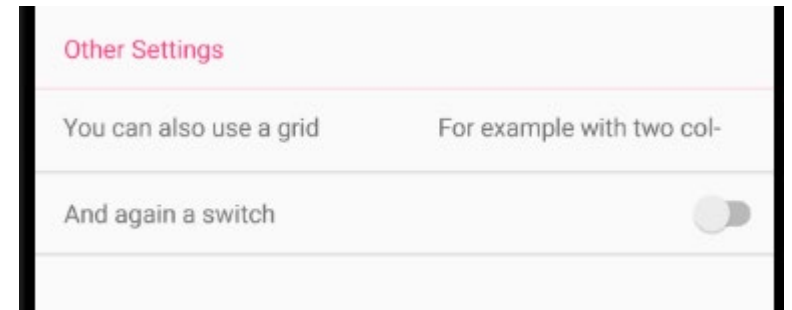 Other Settings
You can also use a grid For example with two col-
And again a switch